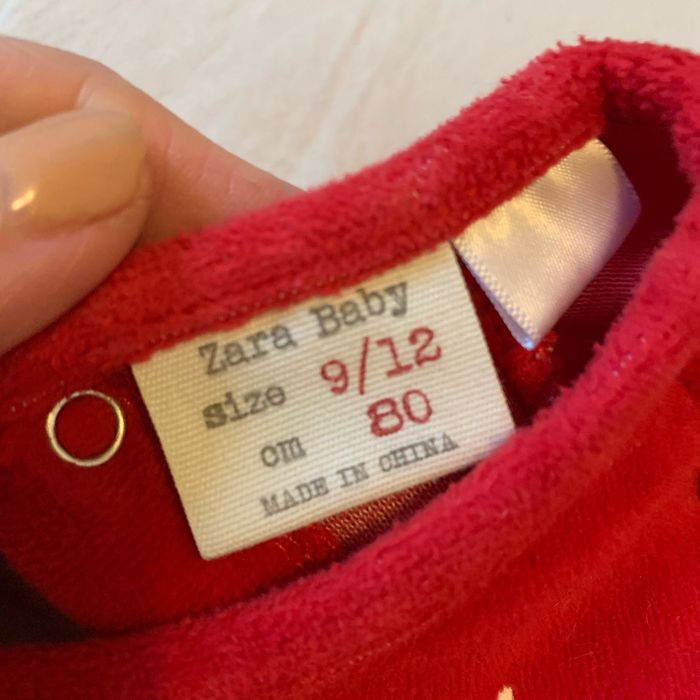 Zara Baby
size 9/12
cm 80
MADE IN CHINA